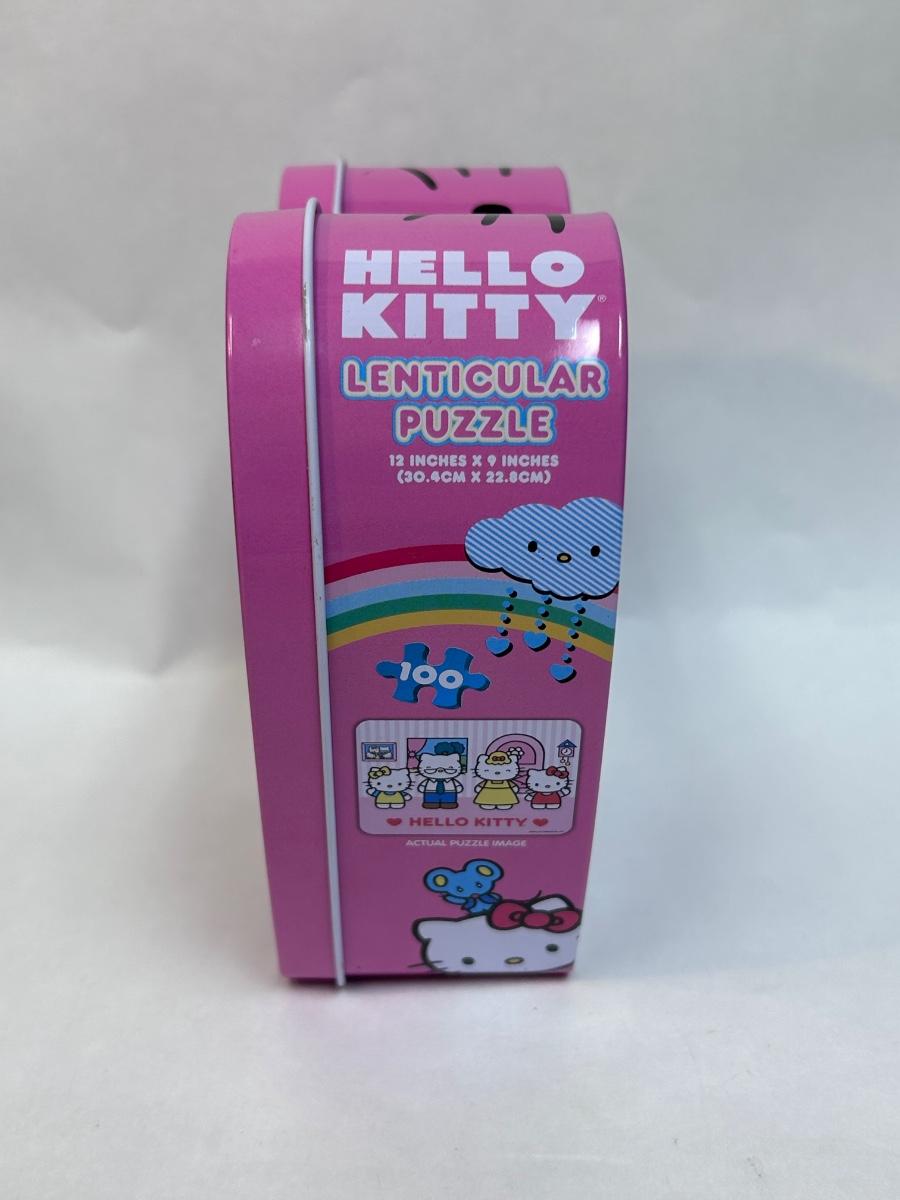 HELLO
KITTY®
LENTICULAR
PUZZLE
12 INCHES X 9 INCHES
(30.4CM X 22.8CM)
100
HELLO KITTY
ACTUAL PUZZLE IMAGE